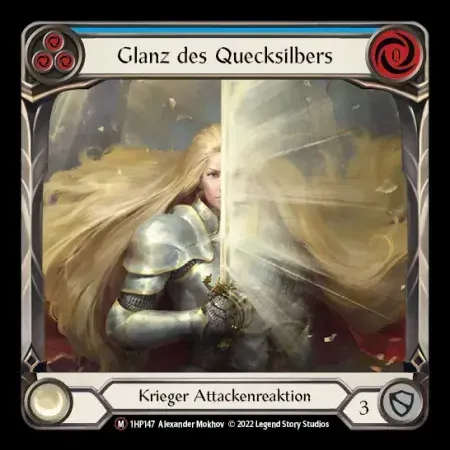 Glanz des Quecksilbers
0
Krieger Attackenreaktion
3
M 1HP147 Alexander Mokhov © 2022 Legend Story Studios